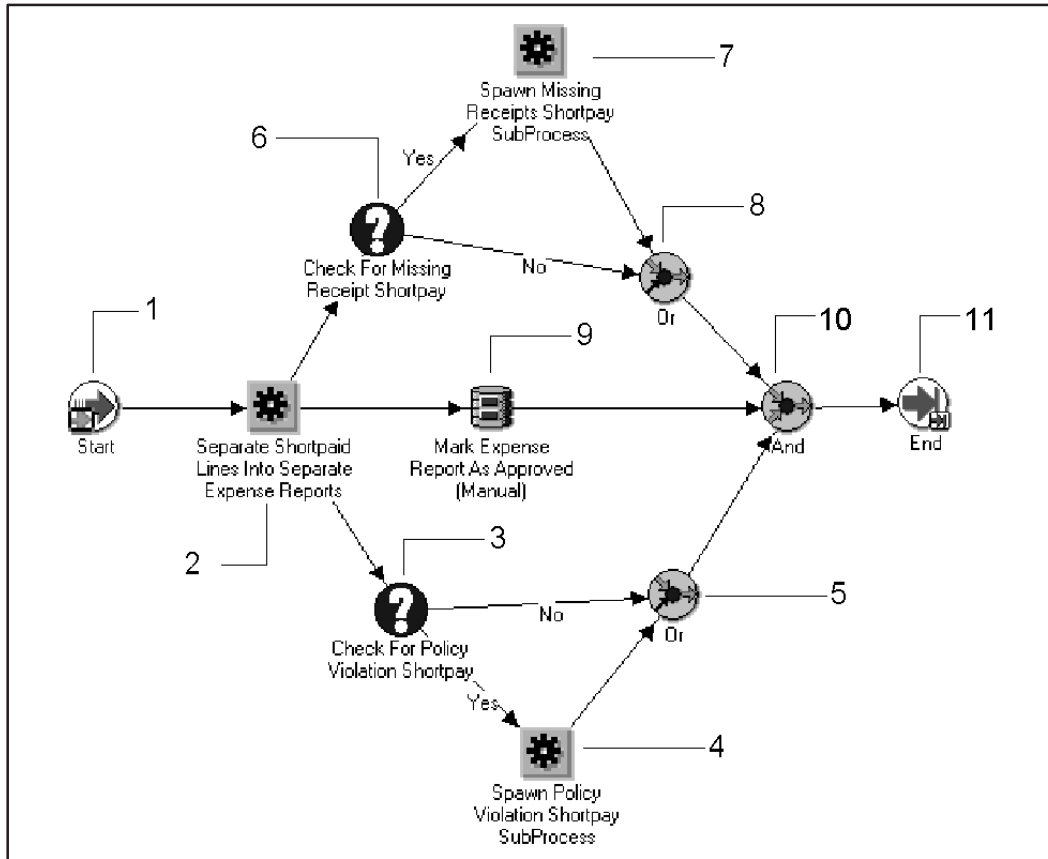 7
Spawn Missing
Receipts Shortpay
SubProcess
6
Yes
8
Check For Missing
Receipt Shortpay
No
Or
1
9
10
11
Start
Separate Shortpaid
Lines Into Separate
Expense Reports
Mark Expense
Report As Approved
(Manual)
And
End
2
3
5
Check For Policy
Violation Shortpay
No
Or
Yes
4
Spawn Policy
Violation Shortpay
SubProcess